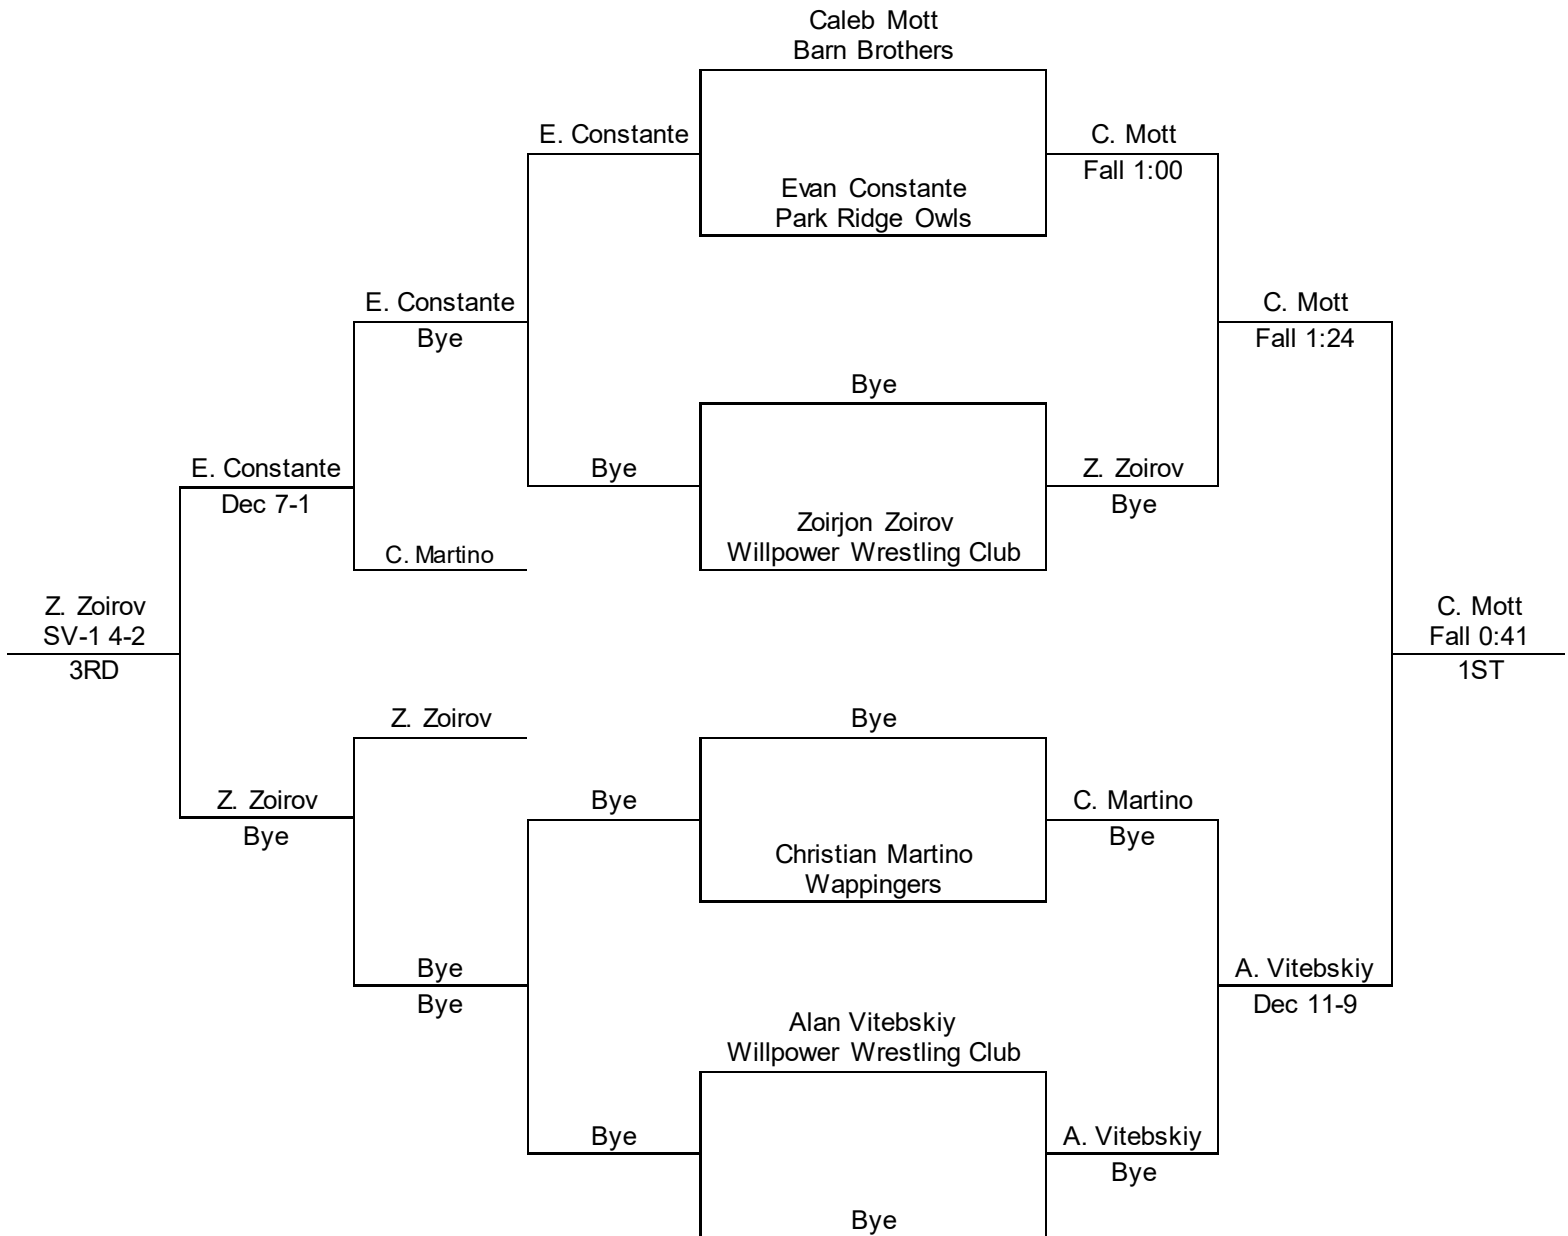 Caleb Mott
Barn Brothers
E. Constante
C. Mott
Fall 1:00
Evan Constante
Park Ridge Owls
E. Constante
Bye
C. Mott
Fall 1:24
Bye
E. Constante
Dec 7-1
Bye
Z. Zoirov
Bye
Zoirjon Zoirov
Willpower Wrestling Club
C. Martino
Z. Zoirov
SV-1 4-2
3RD
C. Mott
Fall 0:41
1ST
Z. Zoirov
Bye
Z. Zoirov
Bye
Bye
C. Martino
Bye
Christian Martino
Wappingers
Bye
Bye
A. Vitebskiy
Dec 11-9
Alan Vitebskiy
Willpower Wrestling Club
Bye
A. Vitebskiy
Bye
Bye